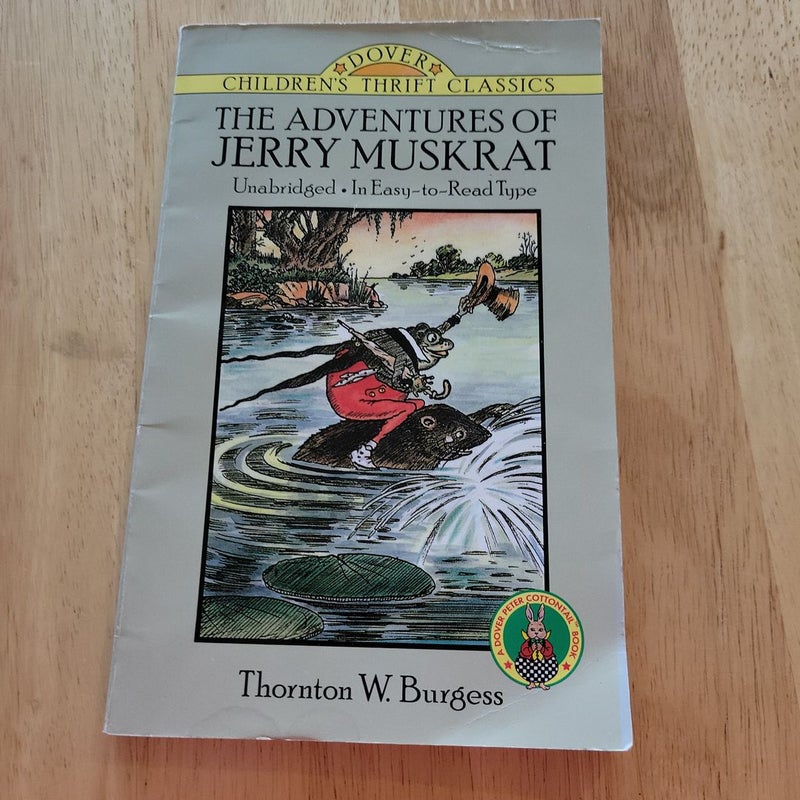 DOVER
CHILDREN'S THRIFT CLASSICS
THE ADVENTURES OF
JERRY MUSKRAT
Unabridged • In Easy-to-Read Type
A DOVER PETER COTTONTAIL™ BOOK
Thornton W. Burgess